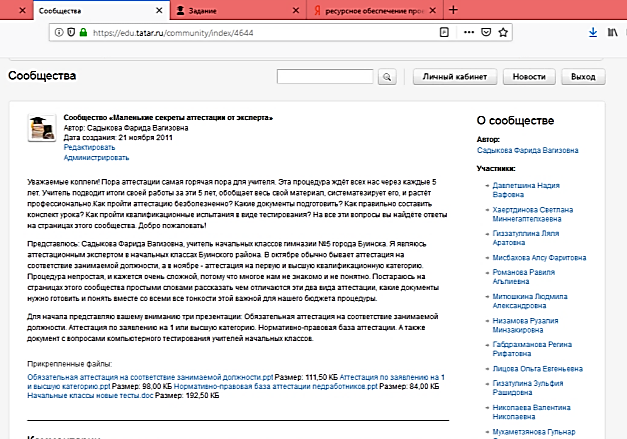 Сообщества
Задание
ресурсное обеспечение прое
https://edu.tatar.ru/community/index/4644
Сообщества
Личный кабинет
Новости
Выход
Сообщество «Маленькие секреты аттестации от эксперта»
Автор: Садыкова Фарида Вагизовна
Дата создания: 21 ноября 2011
Редактировать
Администрировать
Уважаемые коллеги! Пора аттестации самая горячая пора для учителя. Эта процедура ждёт всех нас через каждые 5
лет. Учитель подводит итоги своей работы за эти 5 лет, обобщает весь свой материал, систематезирует его, и растёт
профессионально.Как пройти аттестацию безболезненно? Какие документы подготовить? Как правильно составить
конспект урока? Как пройти квалификационные испытания в виде тестирования? На все эти вопросы вы найдёте ответы
на страницах этого сообщества. Добро пожаловать!
Представлюсь: Садыкова Фарида Вагизовна, учитель начальных классов гимназии №5 города Буинска. Я являюсь
аттестационным экспертом в начальных классах Буинского района. В октябре обычно бывает аттестация на
соответствие занимаемой должности, а в ноябре - аттестация на первую и высшую квалификационную категорию.
Процедура непростая, и кажется очень сложной, потому что многое нам не знакомо и не понятно. Постараюсь на
страницах этого сообщества простыми словами рассказать чем отличаются эти два вида аттестации, какие документы
нужно готовить и понять вместе со всеми все тонкости этой важной для нашего бюджета процедуры.
Для начала представляю вашему вниманию три презентации: Обязательная аттестация на соответствие занимаемой
должности. Аттестация по заявлению на 1 или высшую категорию. Нормативно-правовая база аттестации. А также
документ с вопросами компьютерного тестирования учителей начальных классов.
Прикрепленные файлы:
Обязательная аттестация на соответствие занимаемой должности.ppt Размер: 111,50 КБ Аттестация по заявлению на 1
и высшую категорию.ppt Размер: 98,00 КБ Нормативно-правовая база аттестации педработников.ppt Размер: 84,00 КБ
Начальные классы новые тесты.doc Размер: 192,50 КБ
О сообществе
Автор:
Садыкова Фарида Вагизовна
Участники:
Давлетшина Надия
Вафовна
Хаертдинова Светлана
Миннегаптелхаевна
Гиззатуллина Ляля
Аратовна
Мисбахова Алсу Фаритовна
Романова Равиля
Агълиевна
Митюшкина Людмила
Александровна
Низамова Рузалия
Минзакировна
Габдрахманова Регина
Рифатовна
Лицова Ольга Евгеньевна
Гизатулина Зульфия
Рашидовна
Николаева Валентина
Николаевна
Мухаметзянова Гульнар